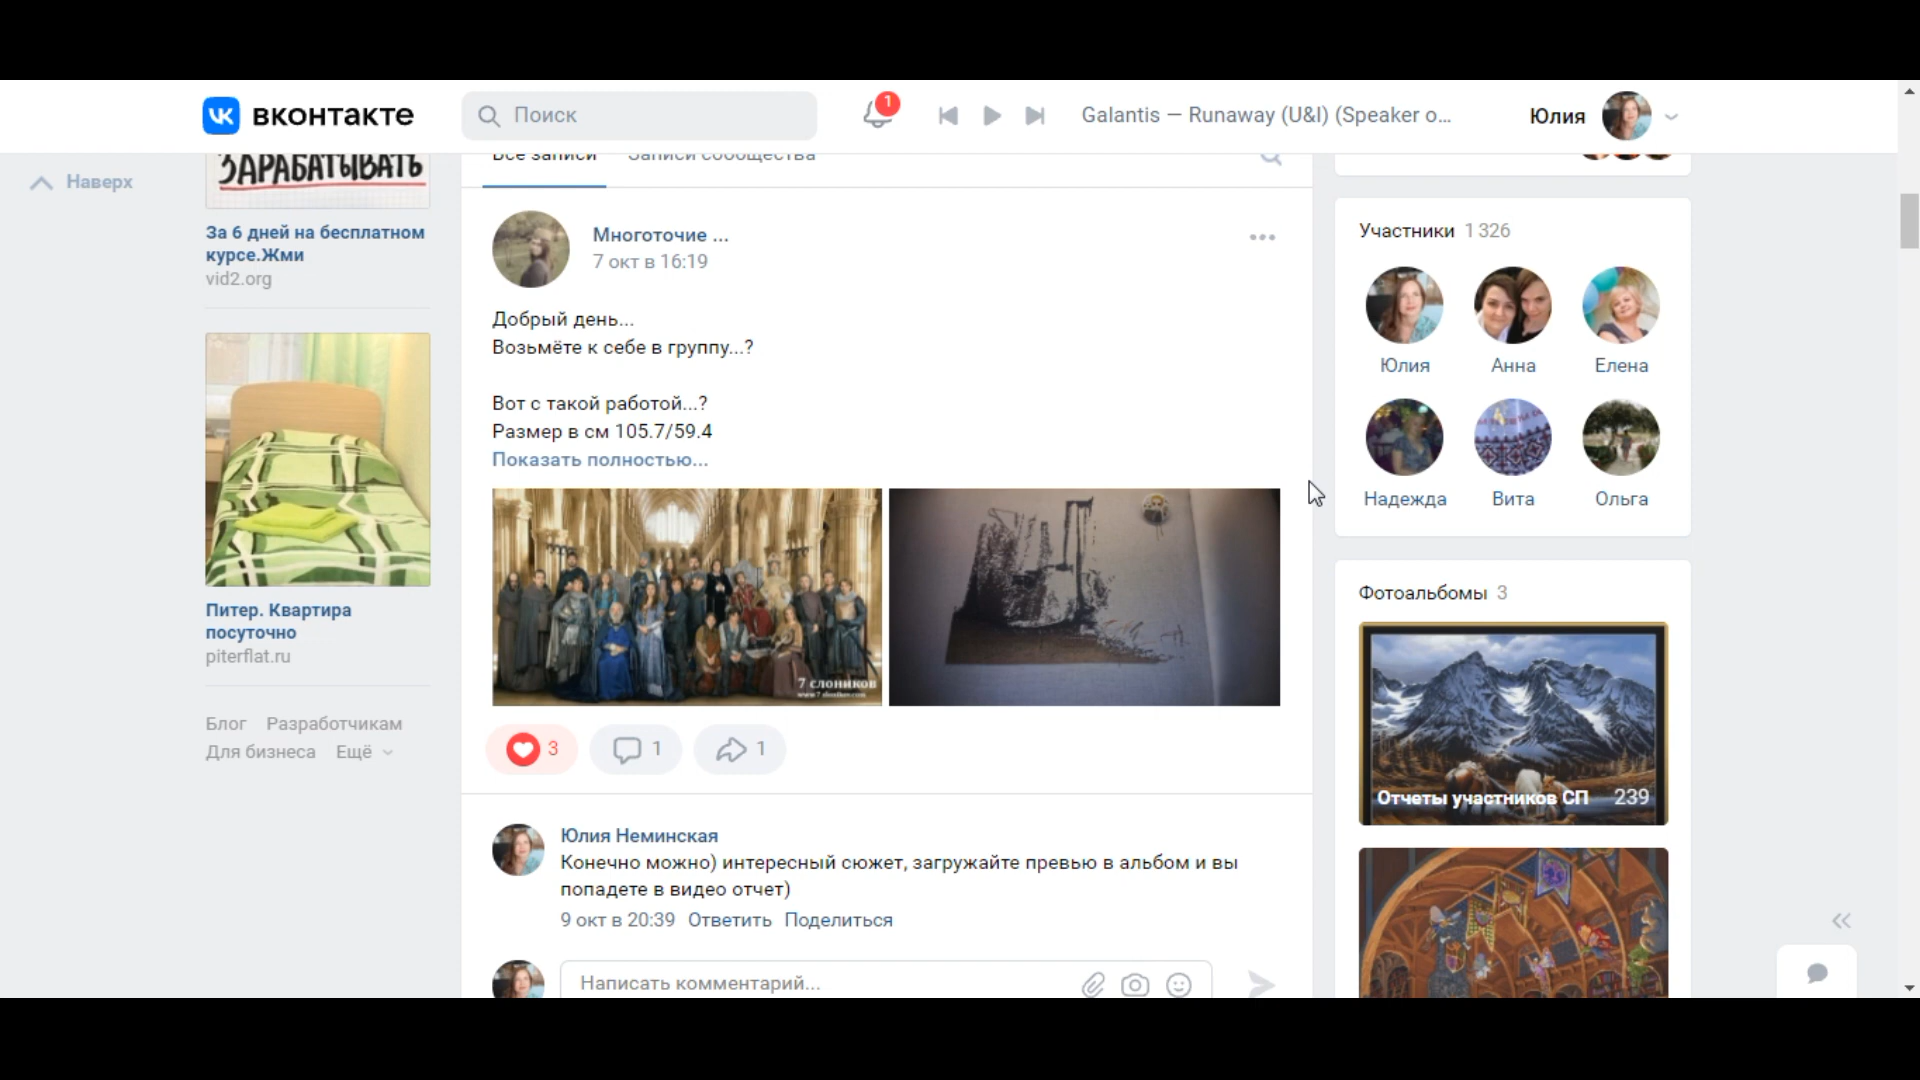 вконтакте
Поиск
1
Galantis — Runaway (U&I) (Speaker o...
Юлия
Наверх
ЗАРАБАТЫВАТЬ
За 6 дней на бесплатном
курсе.Жми
vid2.org
Питер. Квартира
посуточно
piterflat.ru
Блог Разработчикам
Для бизнеса Ещё
Все записи Записи сообщества
Многоточие ...
7 окт в 16:19
Добрый день...
Возьмёте к себе в группу...?
Вот с такой работой...?
Размер в см 105.7/59.4
Показать полностью...
7 слоников
www.7slonikov.com
3 1 1
Юлия Неминская
Конечно можно) интересный сюжет, загружайте превью в альбом и вы
попадете в видео отчет)
9 окт в 20:39 Ответить Поделиться
Написать комментарий...
Участники 1 326
Юлия Анна Елена
Надежда Вита Ольга
Фотоальбомы 3
Отчеты участников СП 239